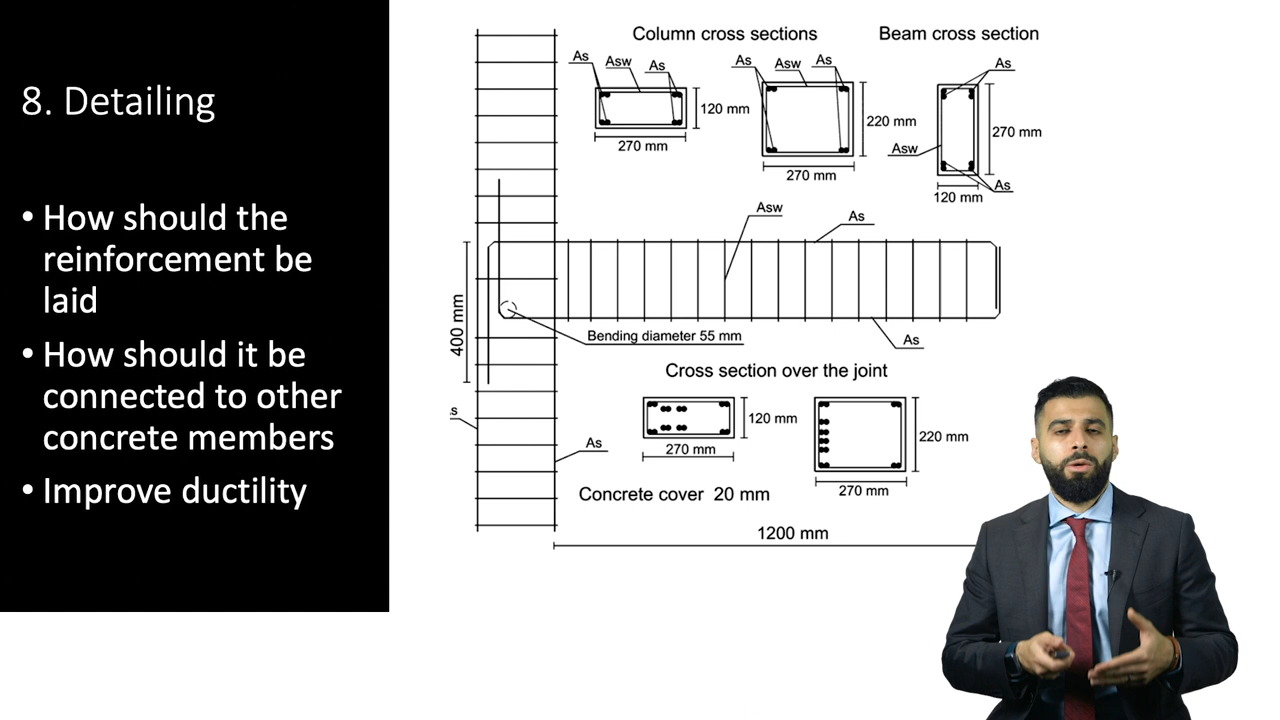 8. Detailing
• How should the
reinforcement be
laid
• How should it be
connected to other
concrete members
• Improve ductility
Column cross sections
Beam cross section
As
Asw
As
120 mm
270 mm
As
Asw
As
220 mm
270 mm
As
Asw
270 mm
As
120 mm
Asw
As
400 mm
Bending diameter 55 mm
As
Cross section over the joint
s
As
120 mm
270 mm
220 mm
270 mm
Concrete cover 20 mm
1200 mm